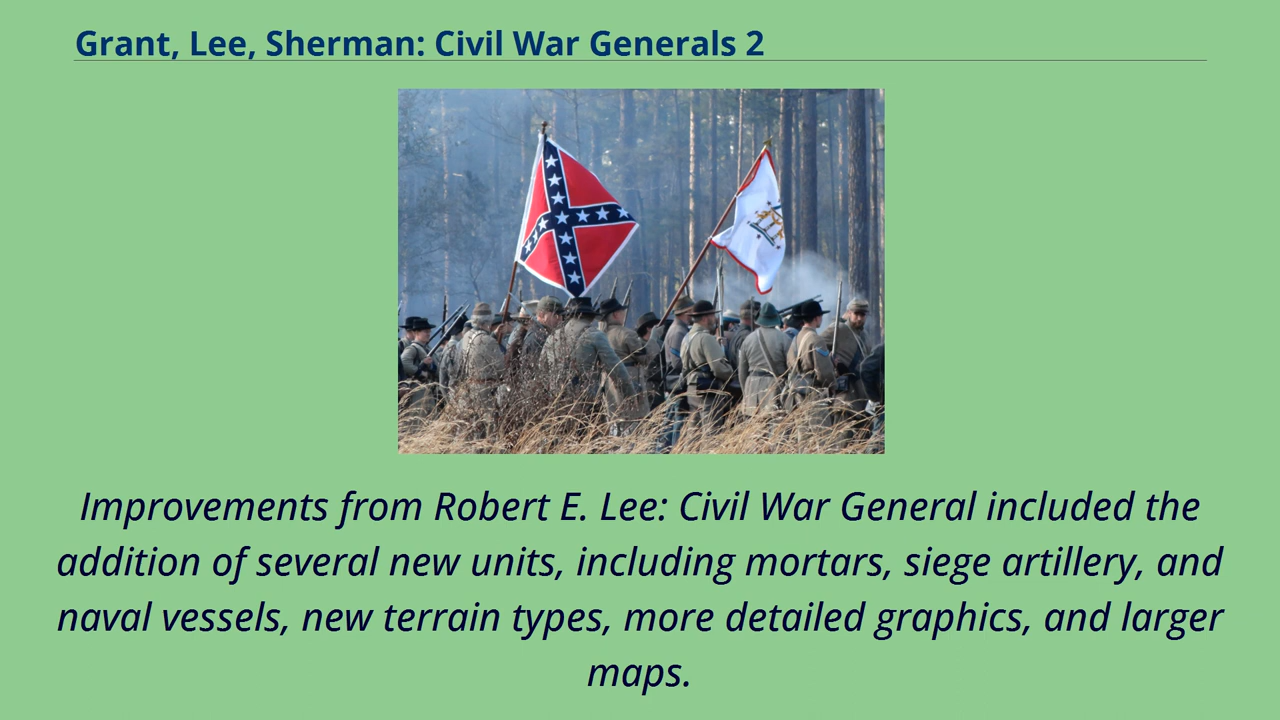 Grant, Lee, Sherman: Civil War Generals 2
Improvements from Robert E. Lee: Civil War General included the
addition of several new units, including mortars, siege artillery, and
naval vessels, new terrain types, more detailed graphics, and larger
maps.